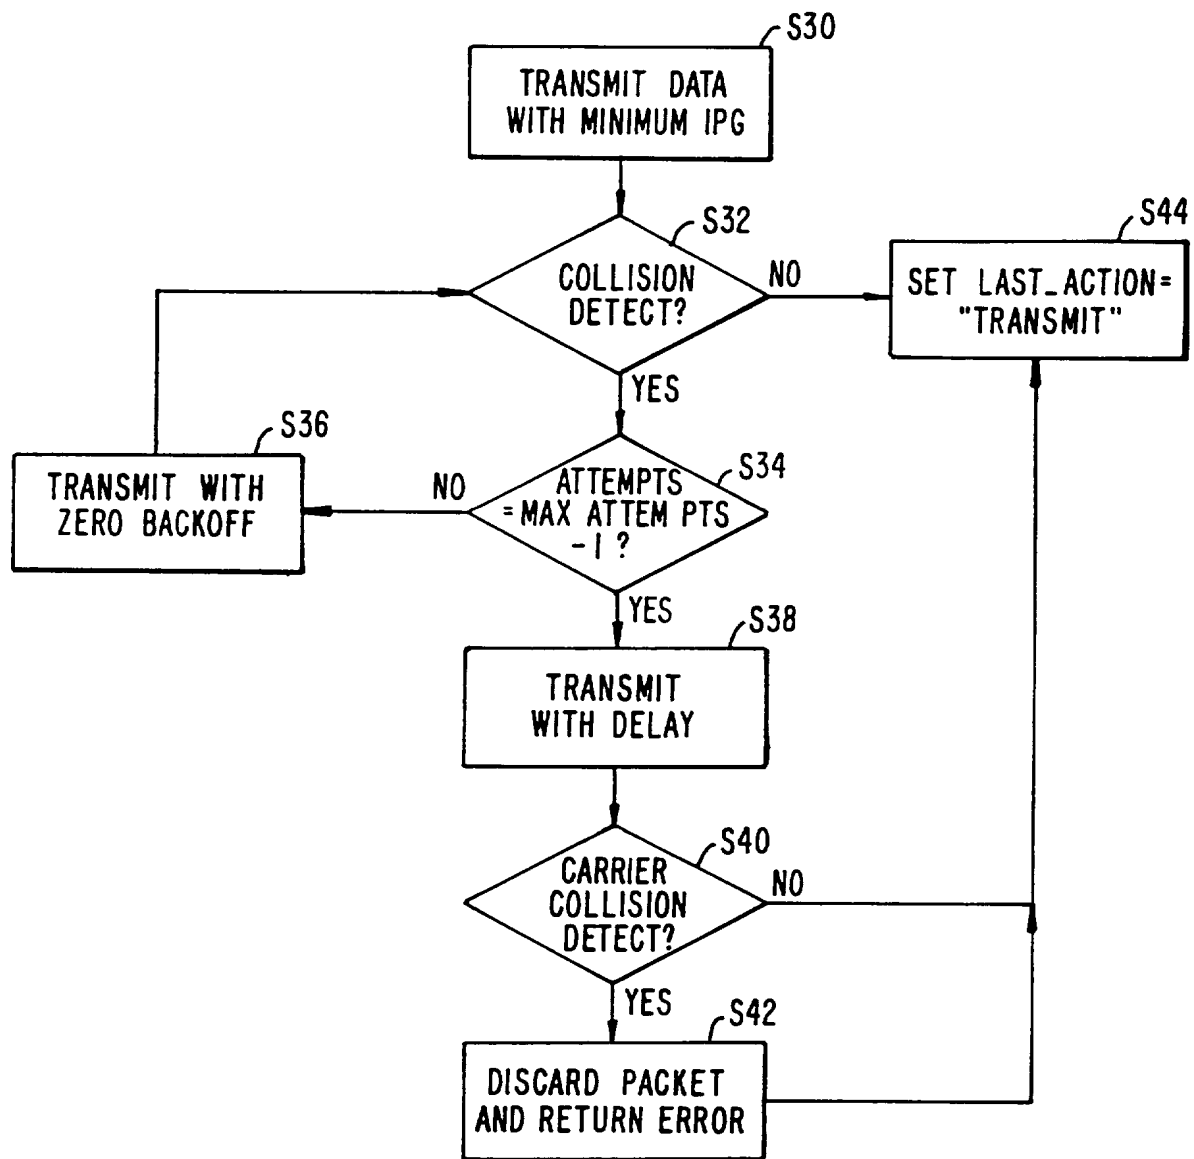 S30
TRANSMIT DATA
WITH MINIMUM IPG
S32
COLLISION
DETECT?
NO
YES
S44
SET LAST_ACTION=
"TRANSMIT"
S36
TRANSMIT WITH
ZERO BACKOFF
NO
S34
ATTEMPTS
=MAX ATTEM PTS
-1 ?
YES
S38
TRANSMIT
WITH DELAY
S40
CARRIER
COLLISION
DETECT?
NO
YES
S42
DISCARD PACKET
AND RETURN ERROR